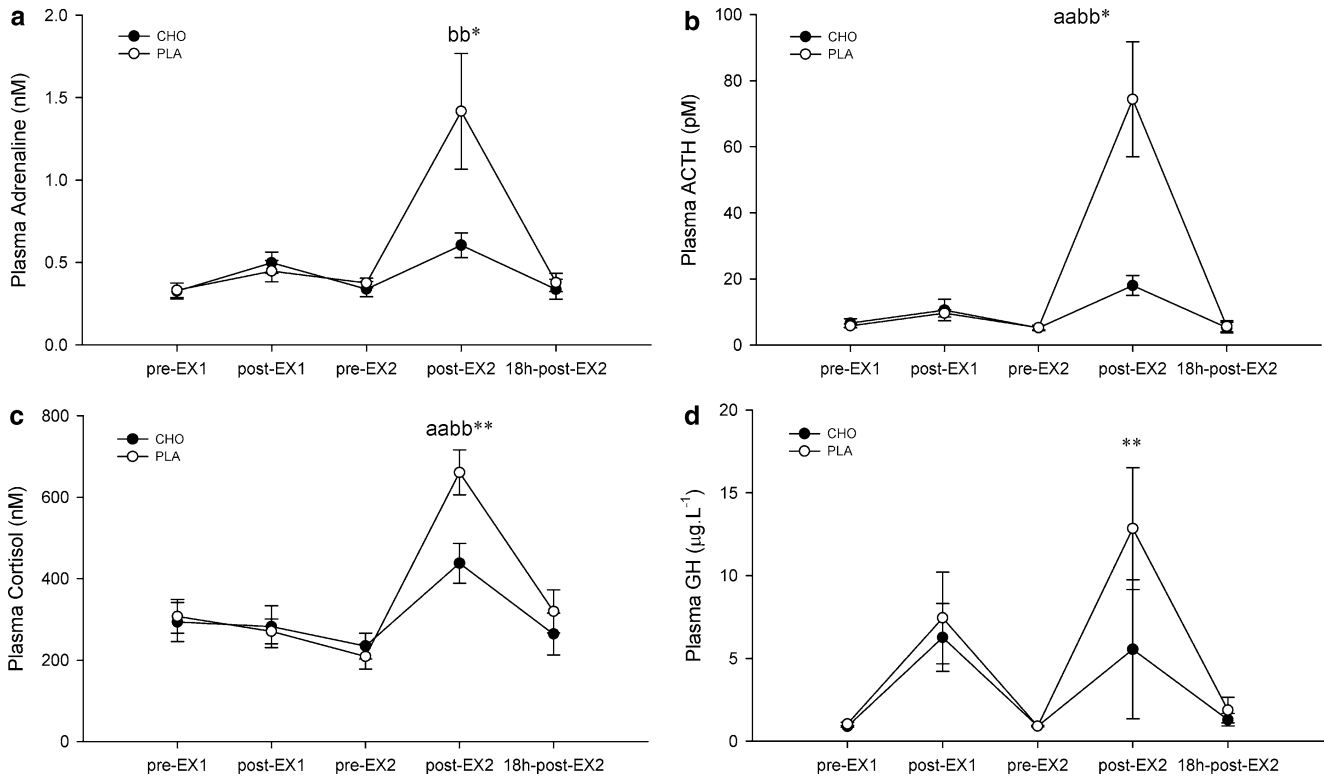 a
2.0
1.5
1.0
0.5
0.0
Plasma Adrenaline (nM)
CHO
PLA
bb*
pre-EX1 post-EX1 pre-EX2 post-EX2 18h-post-EX2
b
100
80
60
40
20
0
Plasma ACTH (pM)
CHO
PLA
aabb*
pre-EX1 post-EX1 pre-EX2 post-EX2 18h-post-EX2
c
800
600
400
200
0
Plasma Cortisol (nM)
CHO
PLA
aabb**
pre-EX1 post-EX1 pre-EX2 post-EX2 18h-post-EX2
d
20
15
10
5
0
Plasma GH (µg.L⁻¹)
CHO
PLA
**
pre-EX1 post-EX1 pre-EX2 post-EX2 18h-post-EX2